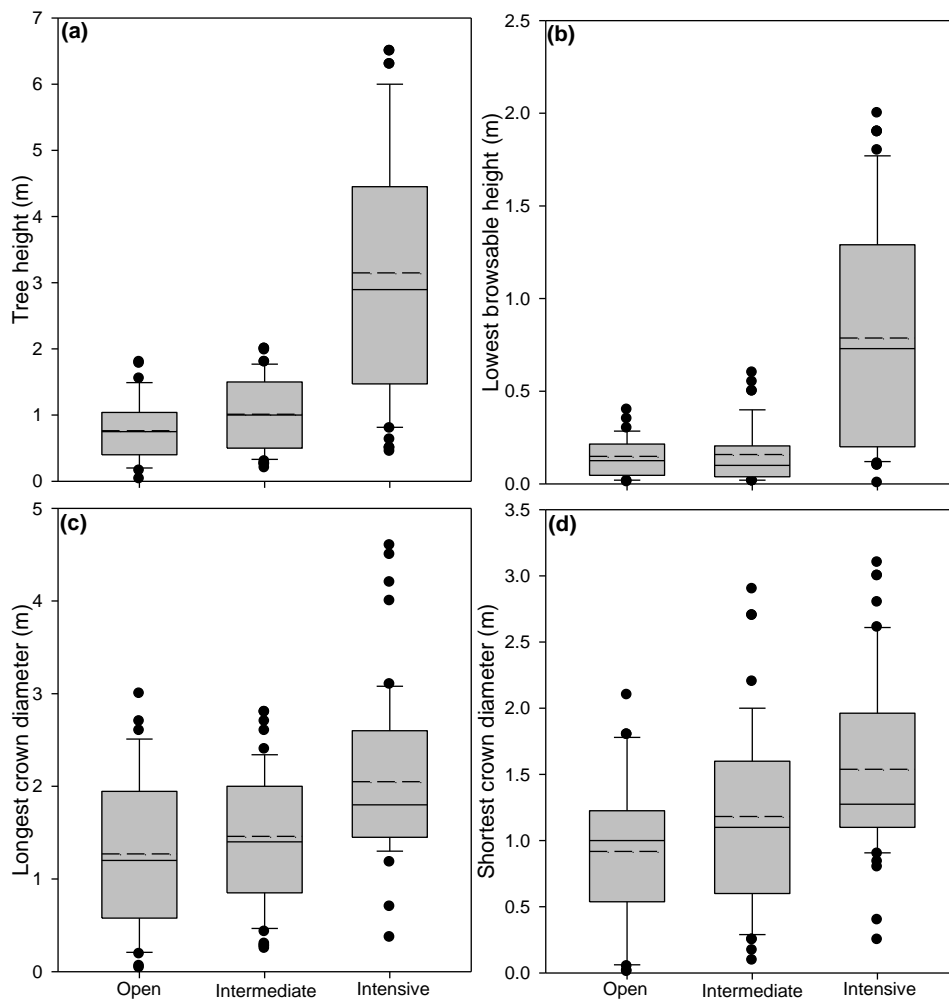 (a)
Tree height (m)
7
6
5
4
3
2
1
0
(b)
Lowest browsable height (m)
2.5
2.0
1.5
1.0
0.5
0.0
(c)
Longest crown diameter (m)
5
4
3
2
1
0
Open Intermediate Intensive
(d)
Shortest crown diameter (m)
3.5
3.0
2.5
2.0
1.5
1.0
0.5
0.0
Open Intermediate Intensive